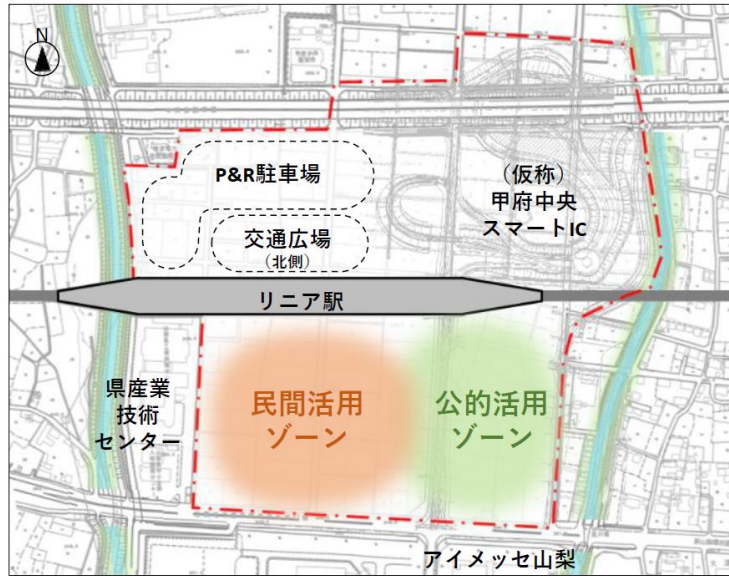 N
P&R駐車場
交通広場
（北側）
（仮称）
甲府中央
スマートIC
リニア駅
県産業
技術
センター
民間活用
ゾーン
公的活用
ゾーン
アイメッセ山梨